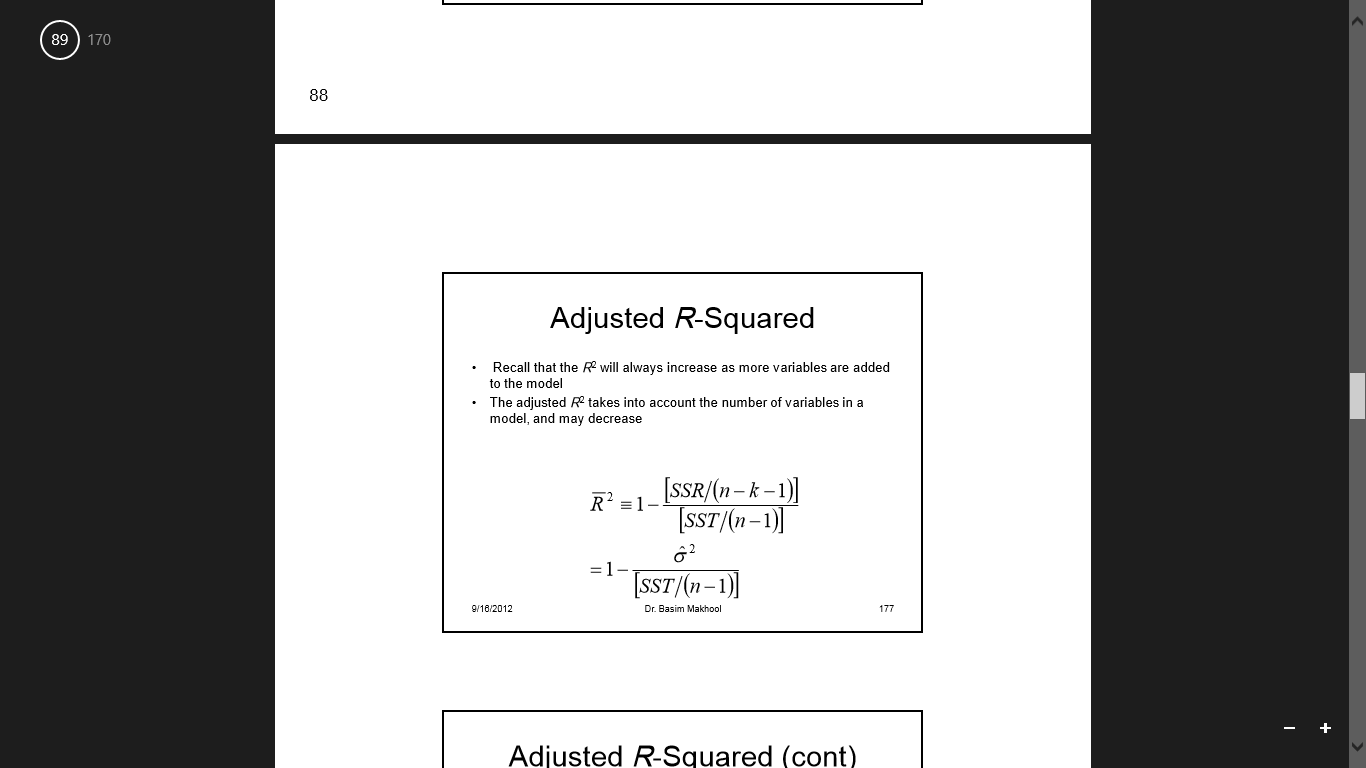 89 170
88
Adjusted R-Squared
• Recall that the R² will always increase as more variables are added
to the model
• The adjusted R² takes into account the number of variables in a
model, and may decrease
R̅² ≡ 1 − [SSR/(n − k − 1)] / [SST/(n − 1)]
= 1 − σ̂² / [SST/(n − 1)]
9/16/2012 Dr. Basim Makhool 177
Adjusted R-Squared (cont)